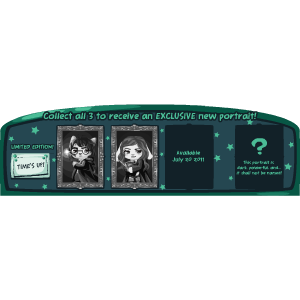 Collect all 3 to receive an EXCLUSIVE new portrait!
LIMITED EDITION!
TIME'S UP!
Available
July 20 2011
?
This portrait is
dark, powerful and...
it shall not be named!